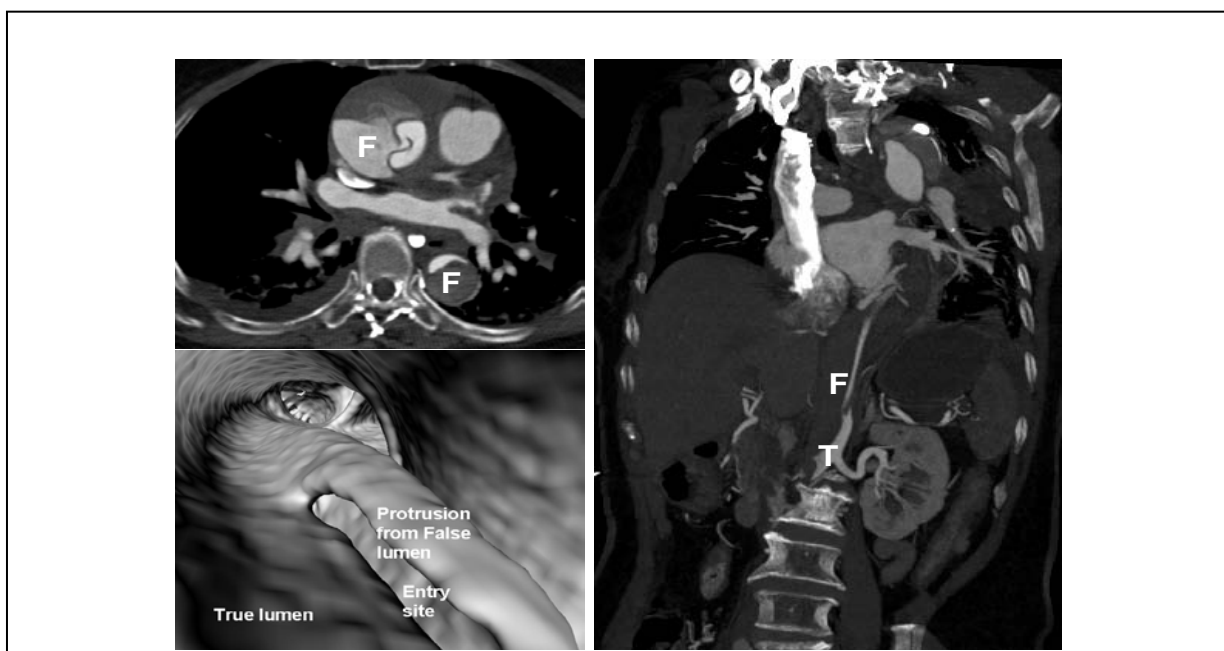 F
F
Protrusion
from False
lumen
Entry
site
True lumen
F
T